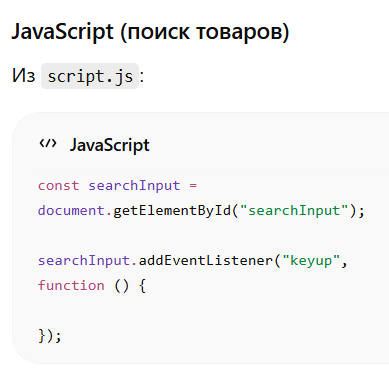 JavaScript (поиск товаров)
Из script.js:
JavaScript
const searchInput =
document.getElementById("searchInput");
searchInput.addEventListener("keyup",
function () {
});